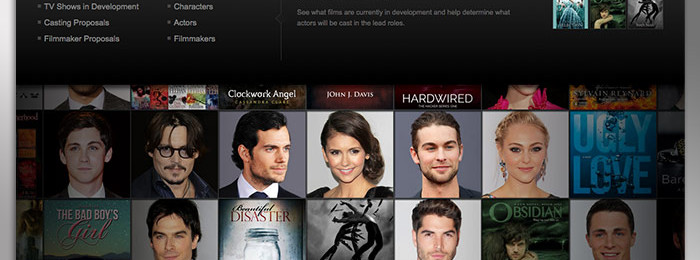 TV Shows in Development
Casting Proposals
Filmmaker Proposals
Characters
Actors
Filmmakers
See what films are currently in development and help determine what
actors will be cast in the lead roles.
CLOCKWORK ANGEL
CASSANDRA CLARE
JOHN J. DAVIS
HARDWIRED
SYLVAIN REYNARD
UGLY
LOVE
THE BAD BOY'S
Girl
Beautiful
DISASTER
OBSIDIAN